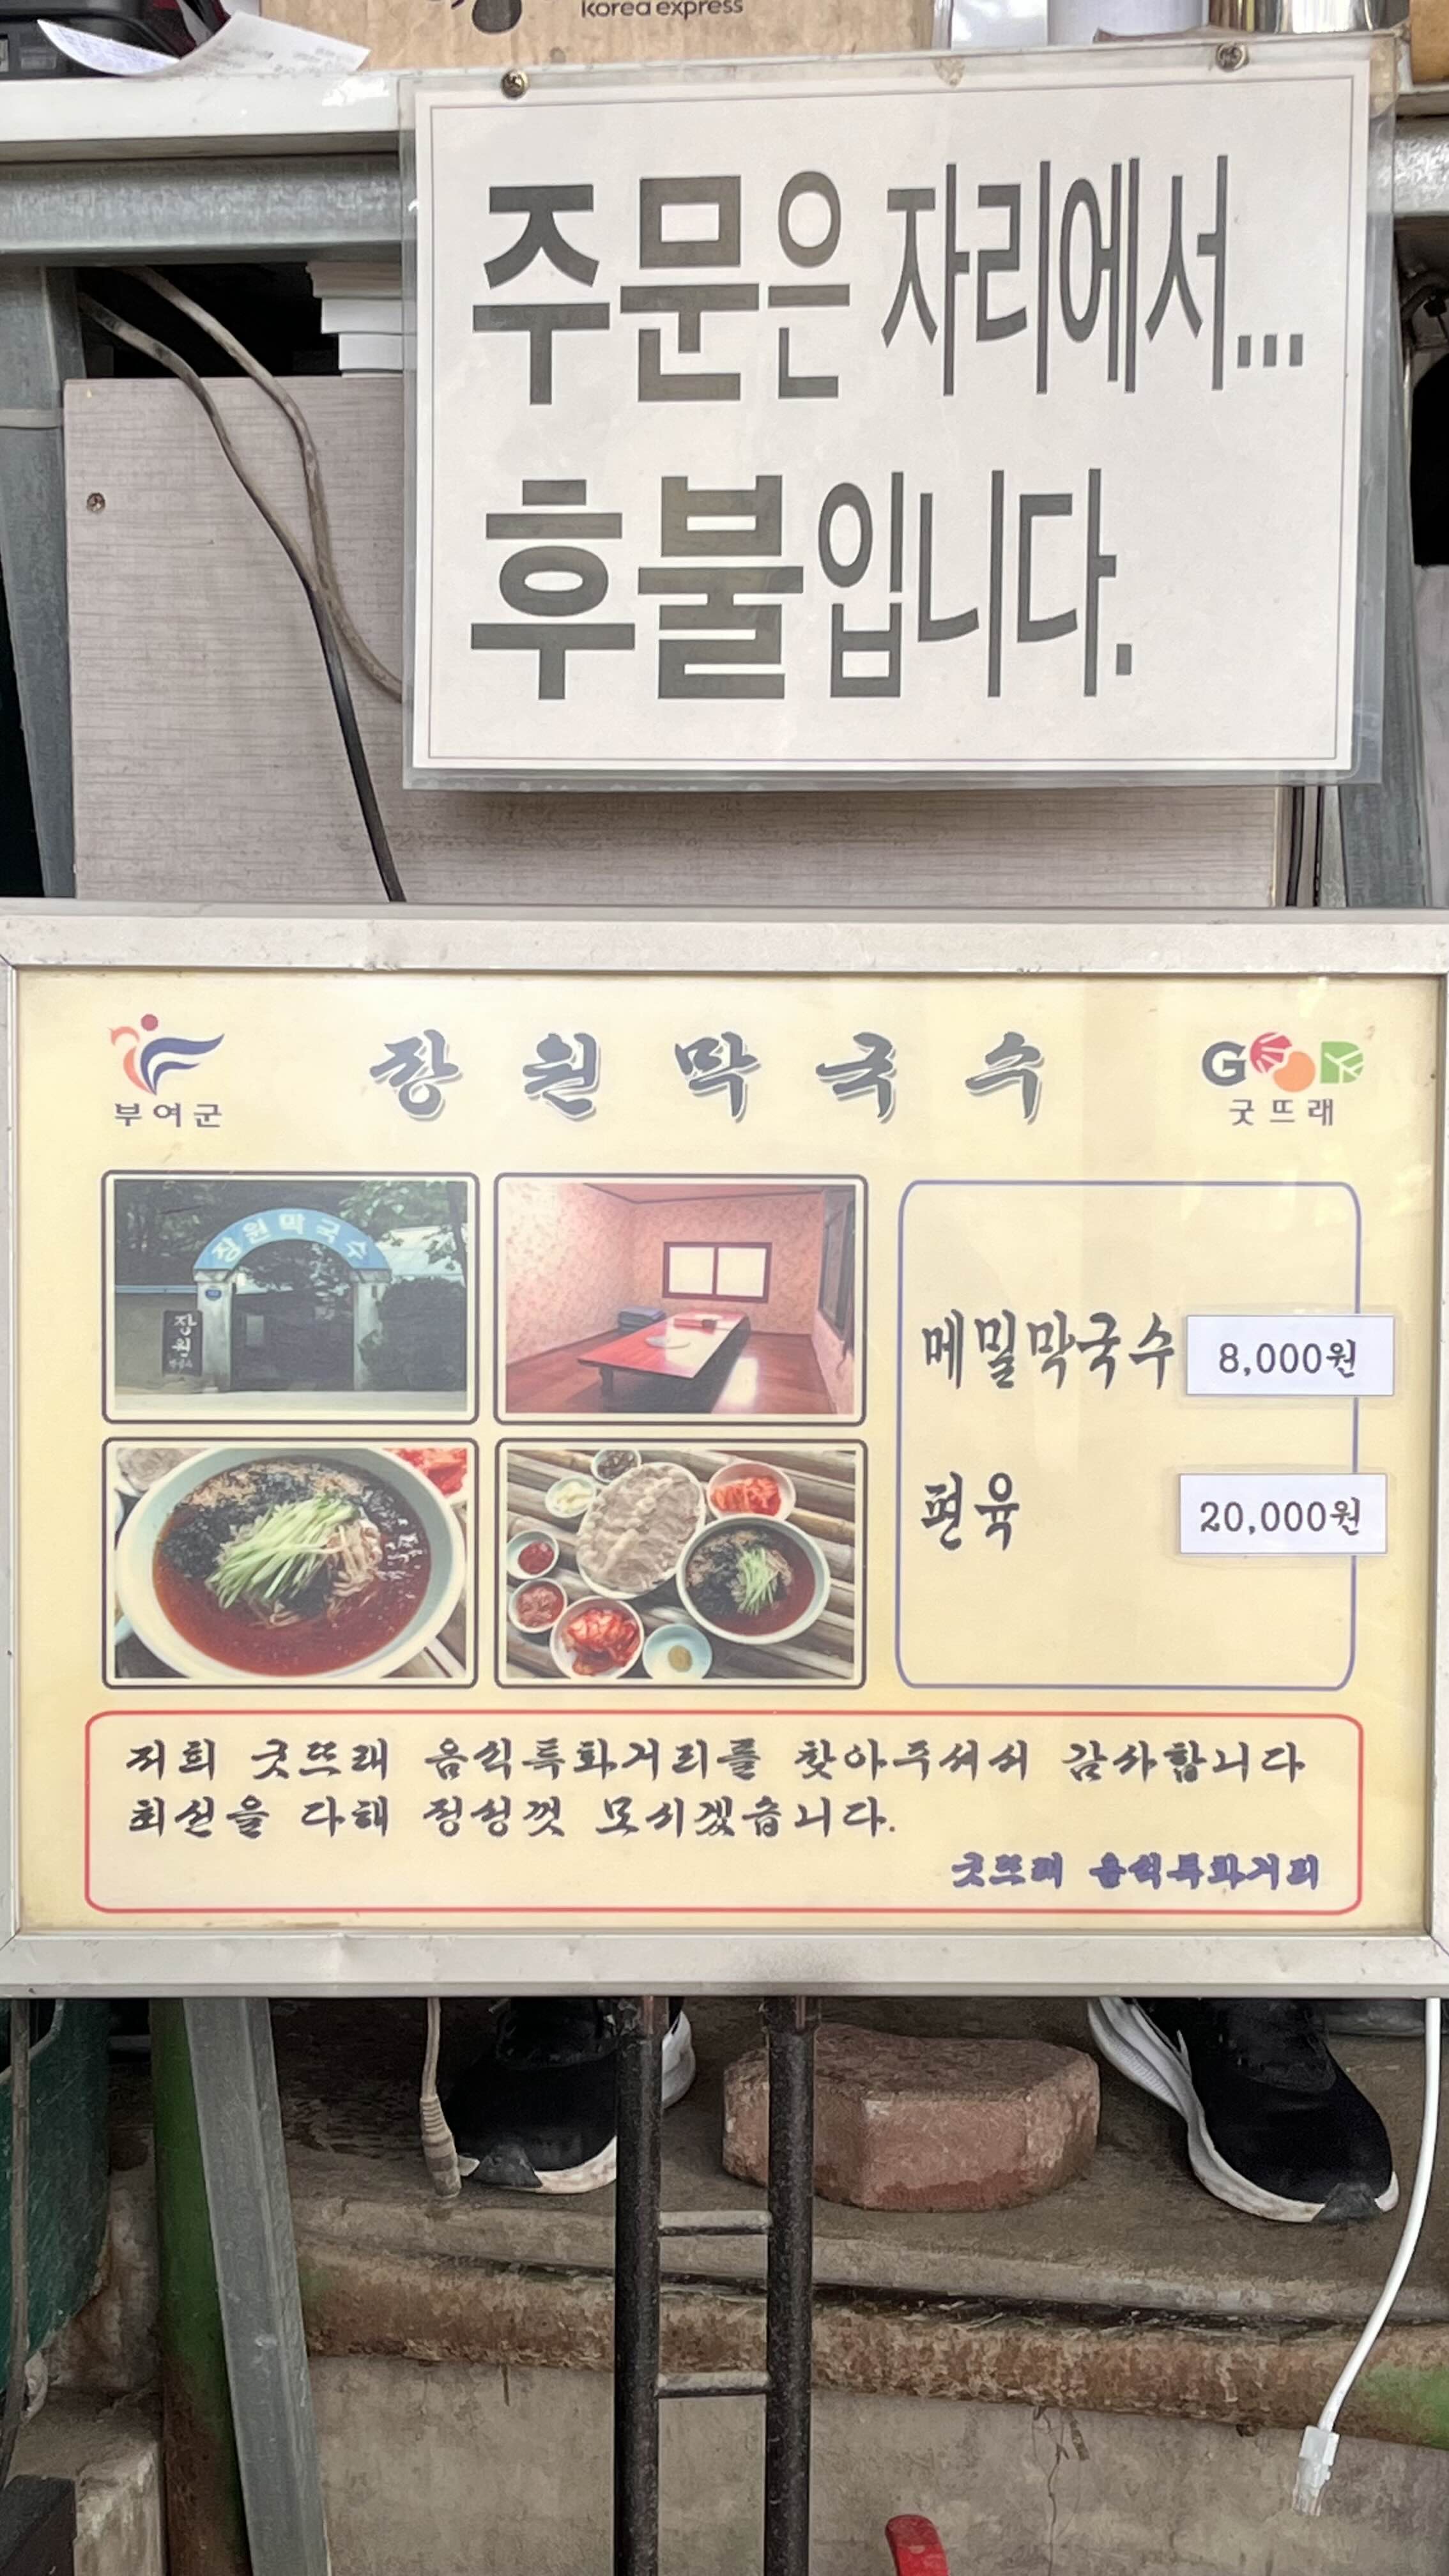 korea express
주문은 자리에서...
후불입니다.
부여군
장원막국수
GOOD
굿뜨래
장원막국수
장원
메밀막국수 8,000원
편육 20,000원
저희 굿뜨래 음식특화거리를 찾아주셔서 감사합니다
최선을 다해 정성껏 모시겠습니다.
굿뜨래 음식특화거리